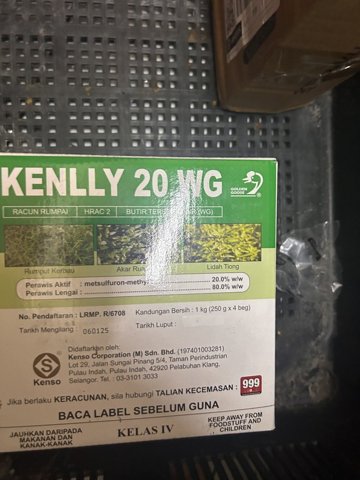 KENLLY 20 WG
GOLDEN GOOSE
RACUN RUMPAI HRAC 2 BUTIR (WG)
Rumput Kerbau Akar Lidah Tiong
Perawis Aktif : metsulfuron-methyl 20.0% w/w
Perawis Lengai : 80.0% w/w
No. Pendaftaran : LRMP. R/6708 Kandungan Bersih : 1 kg (250 g x 4 beg)
Tarikh Mengilang : 060125 Tarikh Luput :
Didaftarkan oleh:
Kenso Corporation (M) Sdn. Bhd. (197401003281)
Lot 29, Jalan Sungai Pinang 5/4, Taman Perindustrian
Pulau Indah, Pulau Indah, 42920 Pelabuhan Klang,
Selangor. Tel. : 03-3101 3033
S
Kenso
Jika berlaku KERACUNAN, sila hubungi TALIAN KECEMASAN : 999
BACA LABEL SEBELUM GUNA
JAUHKAN DARIPADA
MAKANAN DAN
KANAK-KANAK
KELAS IV
KEEP AWAY FROM
FOODSTUFF AND
CHILDREN